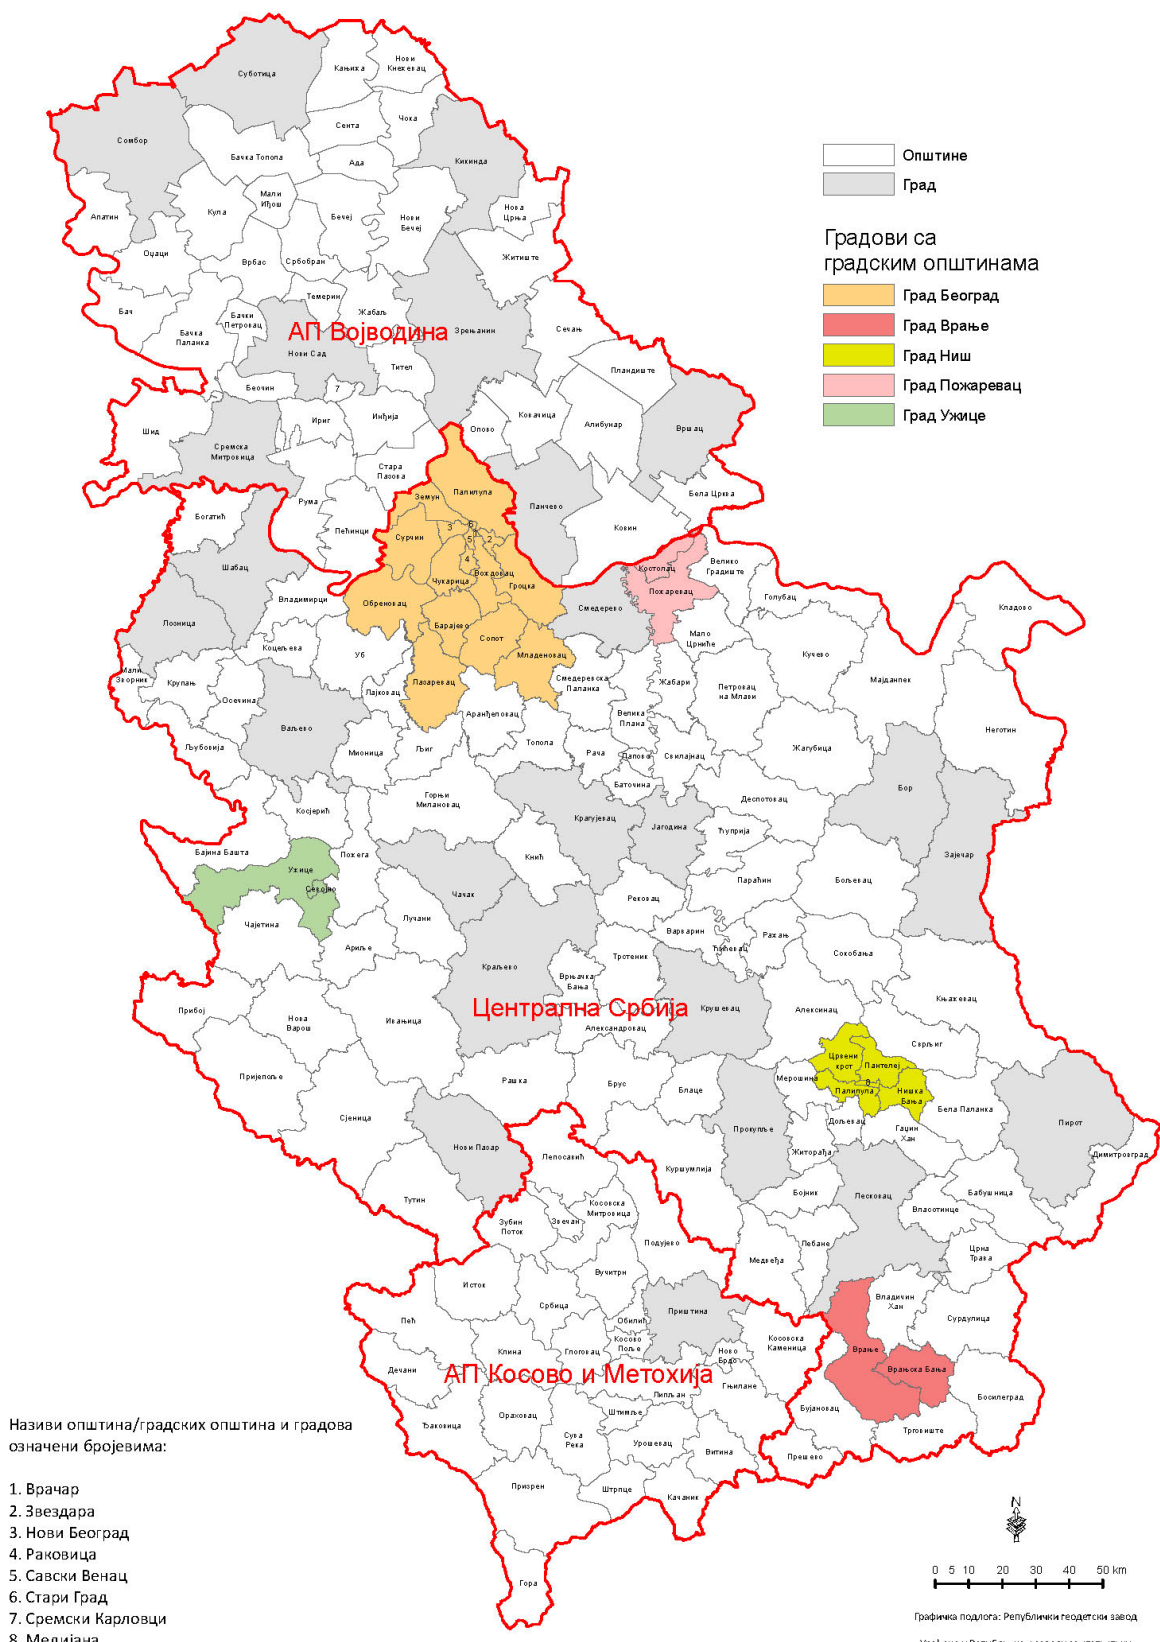 Суботица
Кањижа
Нови
Кнежевац
Сомбор
Сента
Чока
Бачка Топола
Ада
Кикинда
Апатин
Кула
Мали
Иђош
Бечеј
Нови
Бечеј
Нова
Црња
Оџаци
Врбас
Србобран
Житиште
Бач
Темерин
Жабаљ
Бачка
Паланка
Бачки
Петровац
АП Војводина
Зрењанин
Сечањ
Нови Сад
Тител
Пландиште
Беочин
7
Шид
Сремска
Митровица
Ириг
Инђија
Опово
Ковачица
Алибунар
Вршац
Стара
Пазова
Рума
Пећинци
Панчево
Ковин
Бела Црква
Општине
Град
Градови са
градским општинама
Град Београд
Град Врање
Град Ниш
Град Пожаревац
Град Ужице
Богатић
Земун
Палилула
Сурчин
3
6
1
5
2
4
Чукарица
Вождовац
Гроцка
Шабац
Владимирци
Обреновац
Барајево
Сопот
Младеновац
Лазаревац
Смедерево
Костолац
Пожаревац
Велико
Градиште
Голубац
Кладово
Лозница
Коцељева
Уб
Мало
Црниће
Кучево
Мајданпек
Мали
Зворник
Крупањ
Осечина
Лајковац
Смедеревска
Паланка
Жабари
Петровац
на Млави
Љубовија
Ваљево
Мионица
Љиг
Аранђеловац
Топола
Велика
Плана
Рача
Лапово
Свилајнац
Жагубица
Неготин
Баточина
Косјерић
Горњи
Милановац
Крагујевац
Јагодина
Деспотовац
Ћуприја
Бор
Зајечар
Бајина Башта
Ужице
Севојно
Пожега
Чачак
Кнић
Параћин
Бољевац
Чајетина
Ариље
Лучани
Рековац
Варварин
Ћићевац
Ражањ
Сокобања
Краљево
Врњачка
Бања
Трстеник
Централна Србија
Крушевац
Алексинац
Књажевац
Прибој
Нова
Варош
Ивањица
Александровац
Сврљиг
Пријепоље
Рашка
Брус
Блаце
Мерошина
Црвени
крст
Пантелеј
8
Палилула
Нишка
Бања
Бела Паланка
Пирот
Димитровград
Сјеница
Нови Пазар
Прокупље
Дољевац
Гаџин
Хан
Житорађа
Куршумлија
Тутин
Лепосавић
Зубин
Поток
Звечан
Косовска
Митровица
Бојник
Лесковац
Бабушница
Власотинце
Подујево
Медвеђа
Лебане
Црна
Трава
Исток
Вучитрн
Србица
Приштина
Обилић
Владичин
Хан
Сурдулица
Пећ
Клина
Глоговац
Косово
Поље
Ново
Брдо
Косовска
Каменица
Врање
Врањска Бања
Дечани
АП Косово и Метохија
Гњилане
Липљан
Штимље
Босилеград
Бујановац
Ђаковица
Ораховац
Сува
Река
Урошевац
Витина
Трговиште
Прешево
Призрен
Штрпце
Качаник
Гора
Називи општина/градских општина и градова
означени бројевима:
1. Врачар
2. Звездара
3. Нови Београд
4. Раковица
5. Савски Венац
6. Стари Град
7. Сремски Карловци
8. Медијана
N
0 5 10 20 30 40 50 km
Графичка подлога: Републички геодетски завод